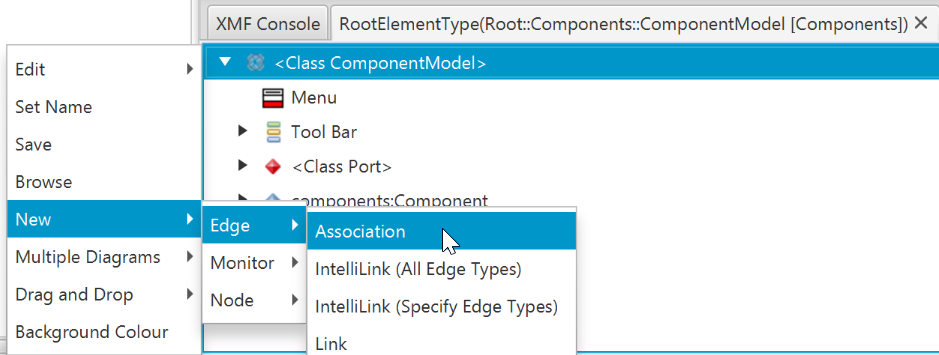 XMF Console
RootElementType(Root::Components::ComponentModel [Components])
<Class ComponentModel>
Menu
Tool Bar
<Class Port>
components:Component
Edit
Set Name
Save
Browse
New
Multiple Diagrams
Drag and Drop
Background Colour
Edge
Monitor
Node
Association
IntelliLink (All Edge Types)
IntelliLink (Specify Edge Types)
Link